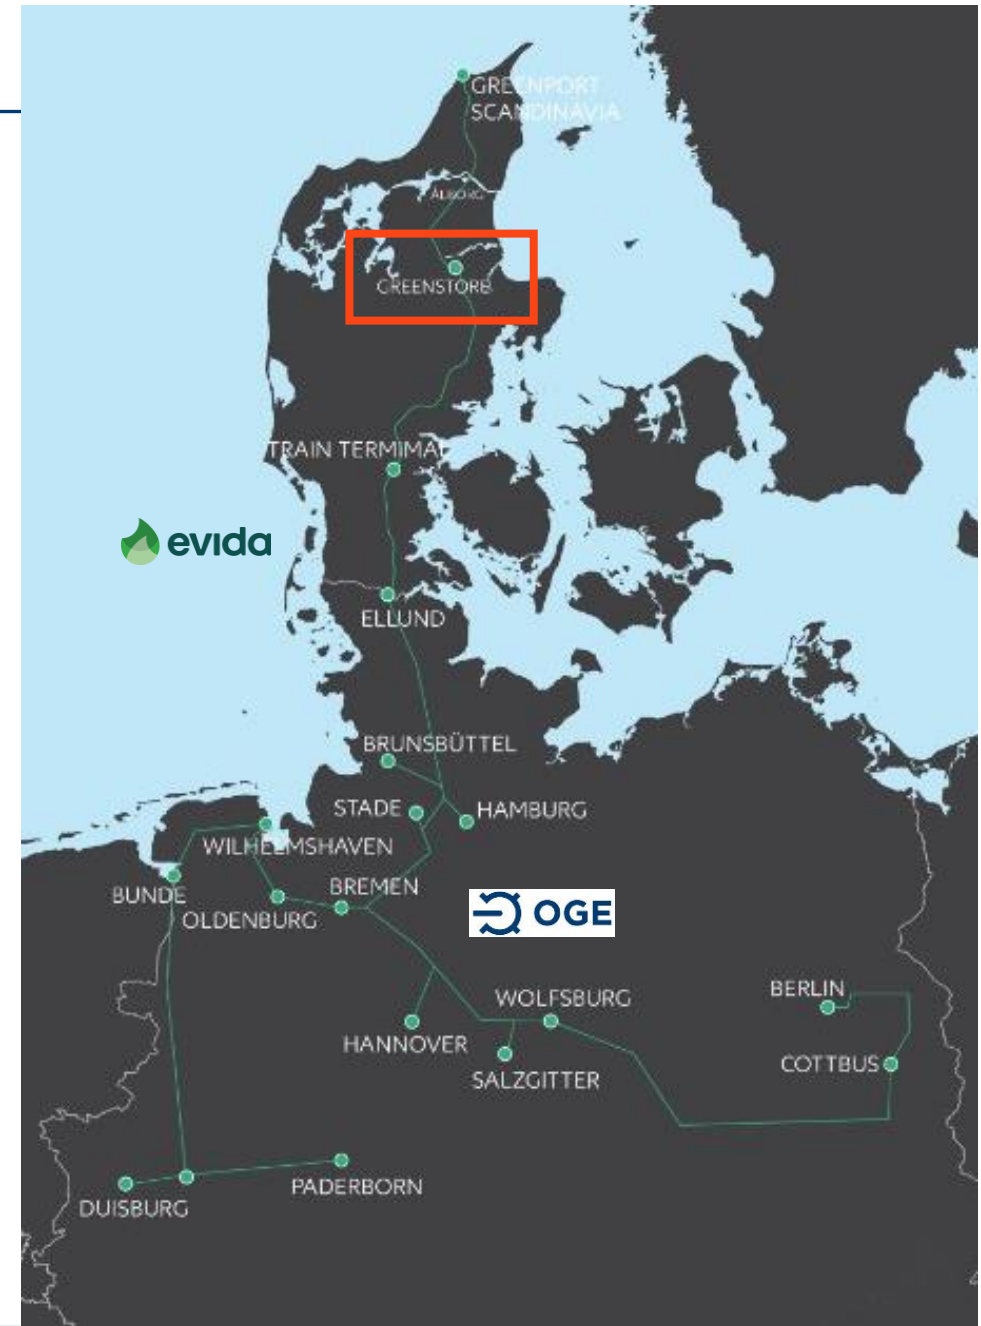 GREENPORT
SCANDINAVIA
ÅLBORG
GREENSTORE
TRAIN TERMIMAL
evida
ELLUND
BRUNSBÜTTEL
STADE
HAMBURG
WILHELMSHAVEN
BREMEN
BUNDE
OLDENBURG
OGE
BERLIN
WOLFSBURG
HANNOVER
COTTBUS
SALZGITTER
PADERBORN
DUISBURG